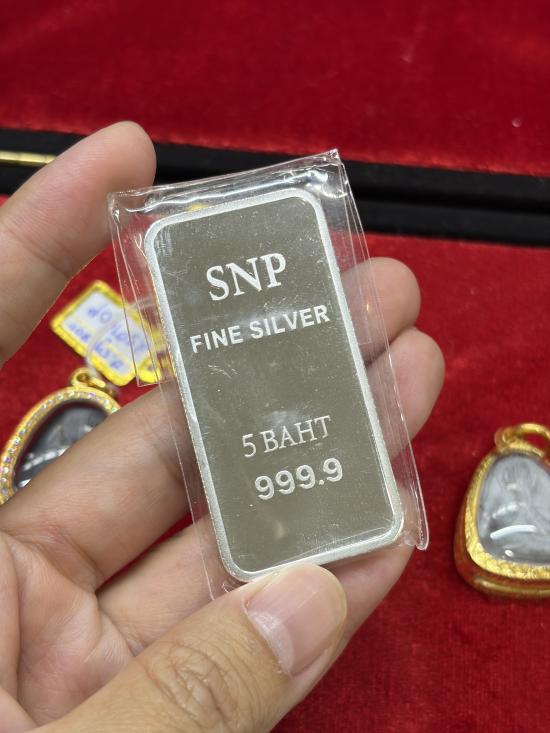 SNP
FINE SILVER
5 BAHT
999.9